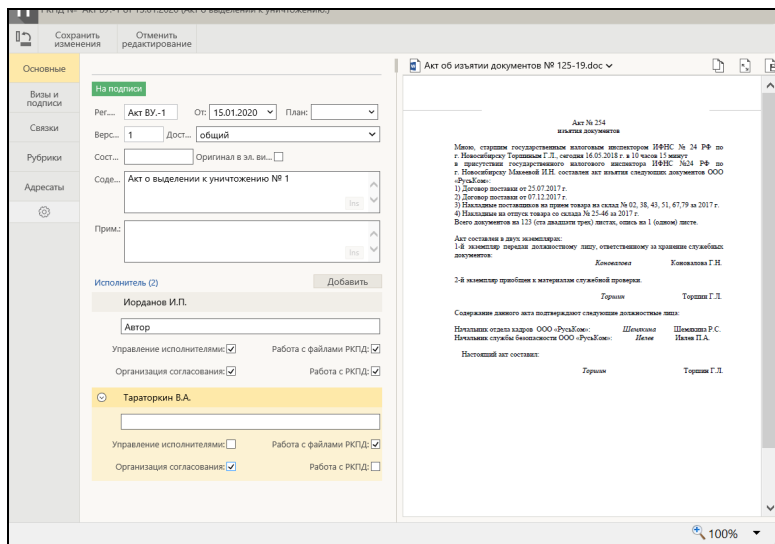 РКПД № Акт ВУ.-1 от 15.01.2020 (Акт о выделении к уничтожению.)
Сохранить изменения
Отменить редактирование
Основные
Визы и подписи
Связки
Рубрики
Адресаты
На подписи
Рег.... Акт ВУ.-1 От: 15.01.2020 План:
Верс... 1 Дост... общий
Сост... Оригинал в эл. ви...
Соде... Акт о выделении к уничтожению № 1
Ins
Прим.:
Ins
Исполнитель (2) Добавить
Иорданов И.П.
Автор
Управление исполнителями: Работа с файлами РКПД:
Организация согласования: Работа с РКПД:
Тараторкин В.А.
Управление исполнителями: Работа с файлами РКПД:
Организация согласования: Работа с РКПД:
Акт об изъятии документов № 125-19.doc
Акт № 254
изъятия документов
Мною, старшим государственным налоговым инспектором ИФНС № 24 РФ по
г. Новосибирску Торшиным Г.Л., сегодня 16.05.2018 г. в 10 часов 15 минут
в присутствии государственного налогового инспектора ИФНС №24 РФ по
г. Новосибирску Макеевой И.Н. составлен акт изъятия следующих документов ООО
«РусьКом»:
1) Договор поставки от 25.07.2017 г.
2) Договор поставки от 07.12.2017 г.
3) Накладные поставщиков на прием товара на склад № 02, 38, 43, 51, 67,79 за 2017 г.
4) Накладные на отпуск товара со склада № 25-46 за 2017 г.
Всего документов на 123 (ста двадцати трех) листах, опись на 1 (одном) листе.
Акт составлен в двух экземплярах:
1-й экземпляр передан должностному лицу, ответственному за хранение служебных
документов:
Коновалова Коновалова Г.Н.
2-й экземпляр приобщен к материалам служебной проверки.
Торшин Торшин Г.Л.
Содержание данного акта подтверждают следующие должностные лица:
Начальник отдела кадров ООО «РусьКом»: Шемякина Шемякина Р.С.
Начальник службы безопасности ООО «РусьКом»: Ивлев Ивлев П.А.
Настоящий акт составил:
Торшин Торшин Г.Л.
100%